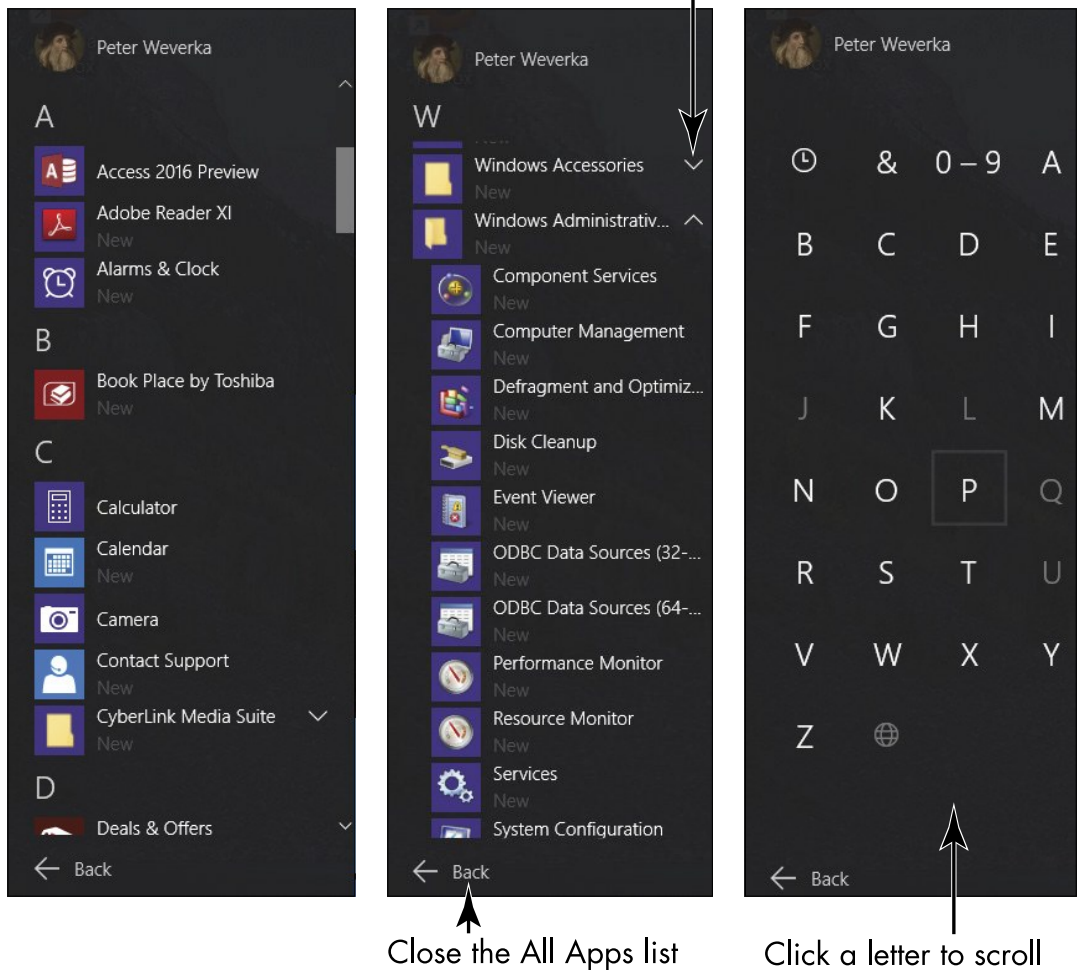 Peter Weverka
A
Access 2016 Preview
Adobe Reader XI
New
Alarms & Clock
New
B
Book Place by Toshiba
New
C
Calculator
Calendar
New
Camera
Contact Support
New
CyberLink Media Suite
New
D
Deals & Offers
Back
Peter Weverka
W
New
Windows Accessories
New
Windows Administrativ...
New
Component Services
New
Computer Management
New
Defragment and Optimiz...
New
Disk Cleanup
New
Event Viewer
New
ODBC Data Sources (32-...
New
ODBC Data Sources (64-...
New
Performance Monitor
New
Resource Monitor
New
Services
New
System Configuration
Back
Close the All Apps list
Peter Weverka
& 0 – 9 A
B C D E
F G H I
J K L M
N O P Q
R S T U
V W X Y
Z
Back
Click a letter to scroll